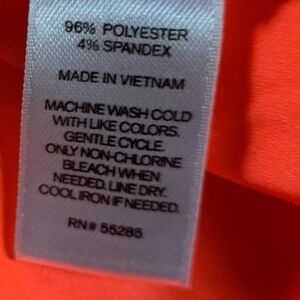 96% POLYESTER
4% SPANDEX
MADE IN VIETNAM
MACHINE WASH COLD
WITH LIKE COLORS.
GENTLE CYCLE.
ONLY NON-CHLORINE
BLEACH WHEN
NEEDED. LINE DRY.
COOL IRON IF NEEDED.
RN# 55285